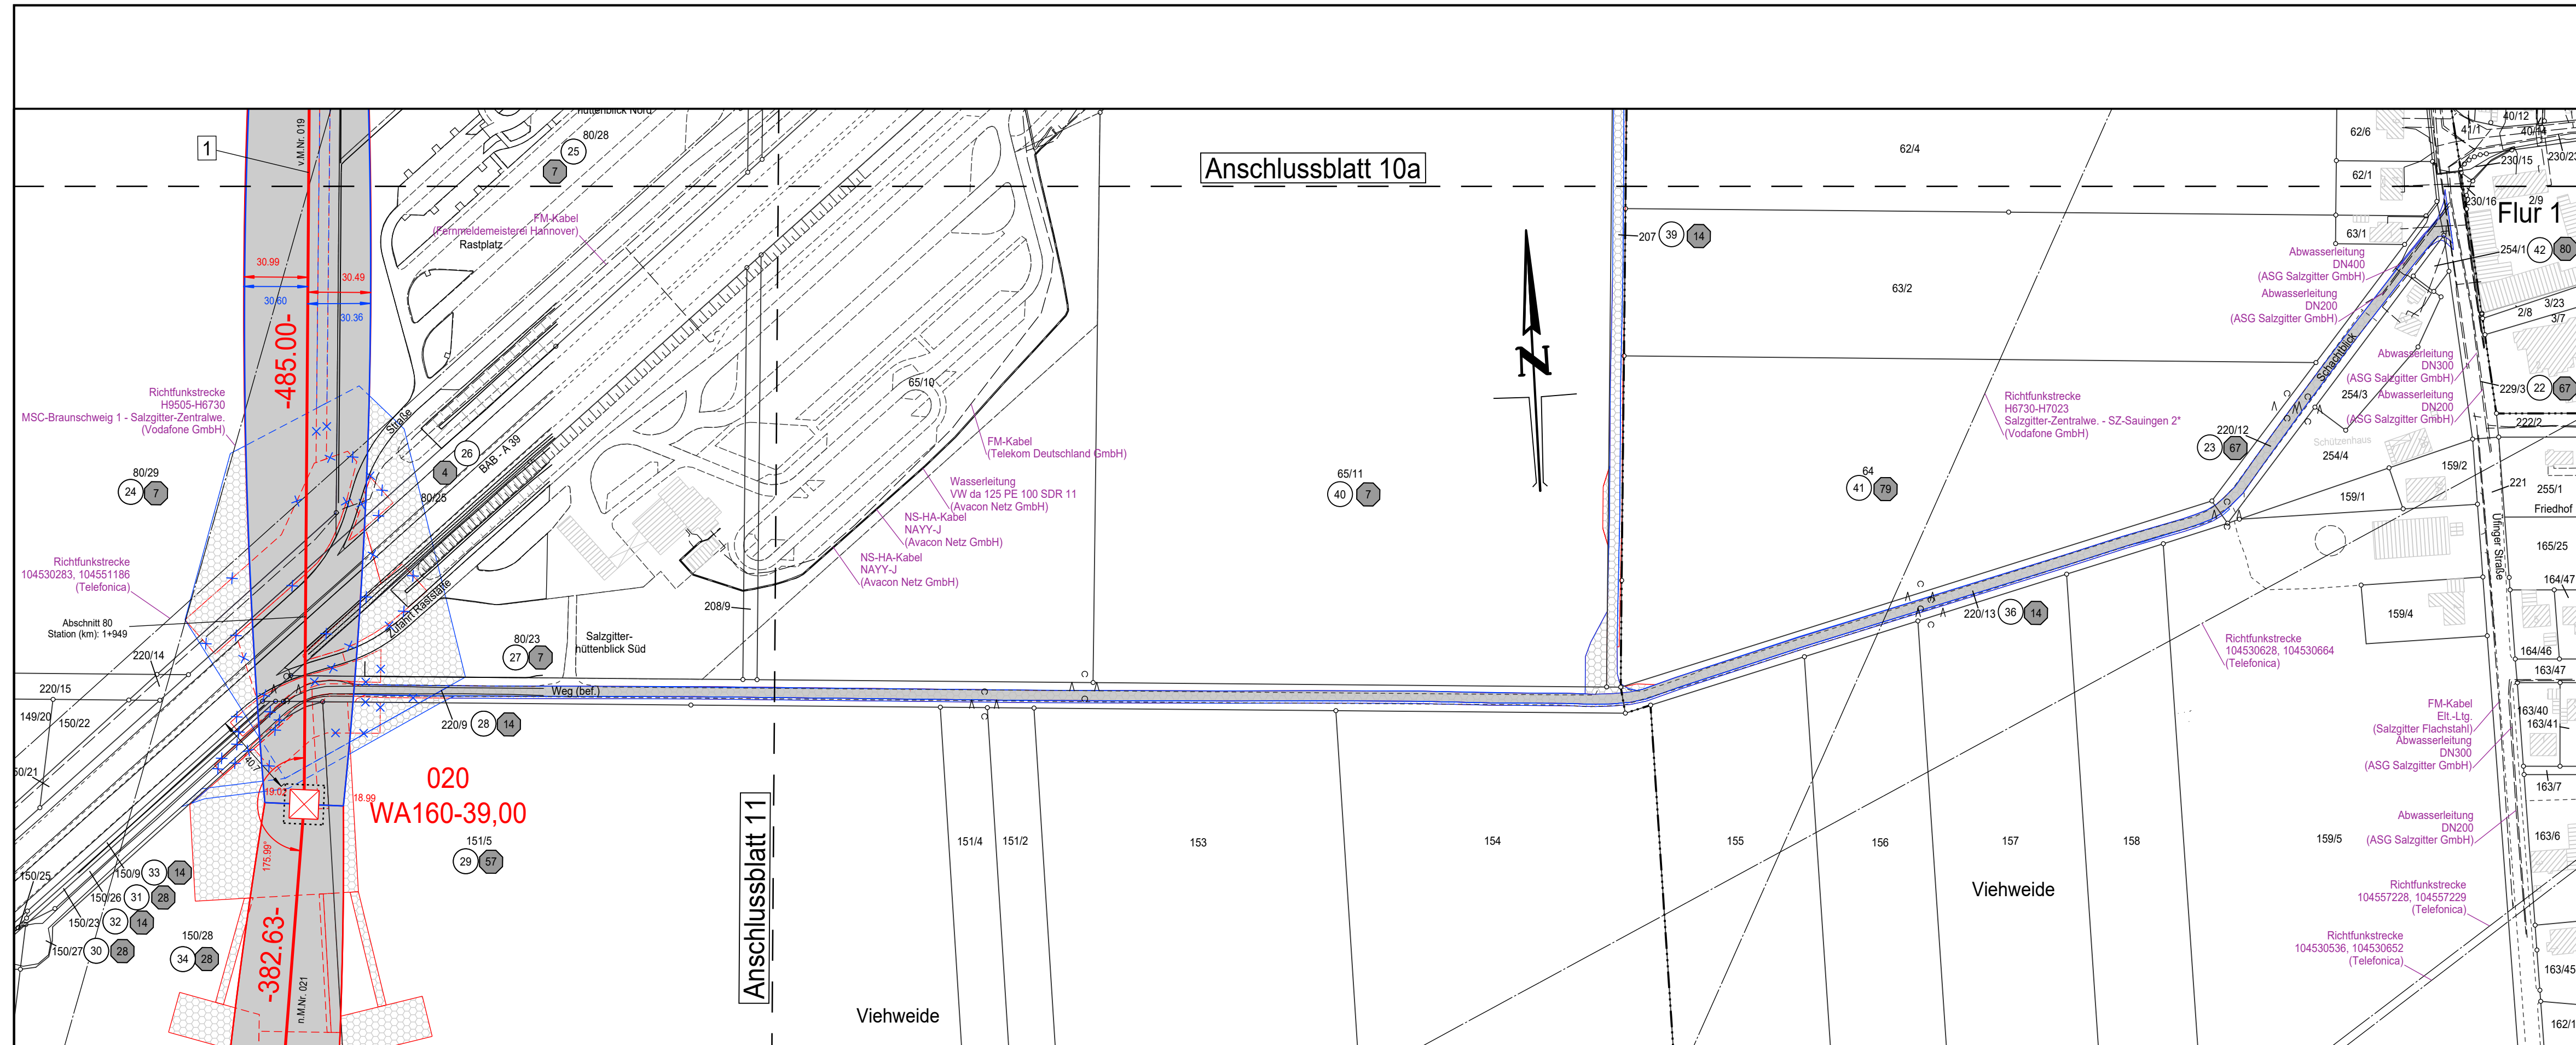 hüttenblick Nord
80/28
25
7
1
v.M.Nr. 019
Anschlussblatt 10a
62/4
62/6
62/1
63/1
41/1
40/12
230/15
230/16
2/9
Flur 1
254/1
42
80
3/23
2/8
3/7
FM-Kabel
(Fernmeldemeisterei Hannover)
Rastplatz
30.99
30.49
30.60
30.36
-485.00-
207
39
14
63/2
Abwasserleitung
DN400
(ASG Salzgitter GmbH)
Abwasserleitung
DN200
(ASG Salzgitter GmbH)
Abwasserleitung
DN300
(ASG Salzgitter GmbH)
Abwasserleitung
DN200
(ASG Salzgitter GmbH)
229/3
22
67
222/2
Schachtblick
254/3
Schützenhaus
254/4
220/12
23
67
N
Richtfunkstrecke
H9505-H6730
MSC-Braunschweig 1 - Salzgitter-Zentralwe.
(Vodafone GmbH)
80/29
24
7
Straße
26
4
BAB - A 39
80/25
65/10
FM-Kabel
(Telekom Deutschland GmbH)
Wasserleitung
VW da 125 PE 100 SDR 11
(Avacon Netz GmbH)
NS-HA-Kabel
NAYY-J
(Avacon Netz GmbH)
NS-HA-Kabel
NAYY-J
(Avacon Netz GmbH)
65/11
40
7
64
41
79
Richtfunkstrecke
H6730-H7023
Salzgitter-Zentralwe. - SZ-Sauingen 2*
(Vodafone GmbH)
159/2
159/1
221
255/1
Friedhof
165/25
164/47
Üfinger Straße
159/4
164/46
163/47
Richtfunkstrecke
104530283, 104551186
(Telefonica)
Abschnitt 80
Station (km): 1+949
Zufahrt Raststätte
208/9
80/23
27
7
Salzgitter-
hüttenblick Süd
220/14
220/15
149/20
150/22
Weg (bef.)
220/9
28
14
220/13
36
14
Richtfunkstrecke
104530628, 104530664
(Telefonica)
FM-Kabel
Elt.-Ltg.
(Salzgitter Flachstahl)
Abwasserleitung
DN300
(ASG Salzgitter GmbH)
163/40
163/41
163/7
163/6
40.7
18.99
020
WA160-39,00
175.99°
151/5
29
57
Anschlussblatt 11
151/4
151/2
153
154
155
156
157
158
159/5
Abwasserleitung
DN200
(ASG Salzgitter GmbH)
Viehweide
Richtfunkstrecke
104557228, 104557229
(Telefonica)
Richtfunkstrecke
104530536, 104530652
(Telefonica)
163/45
150/25
150/9
33
14
150/26
31
28
150/23
32
14
150/27
30
28
150/28
34
28
-382.63-
n.M.Nr. 021
Viehweide